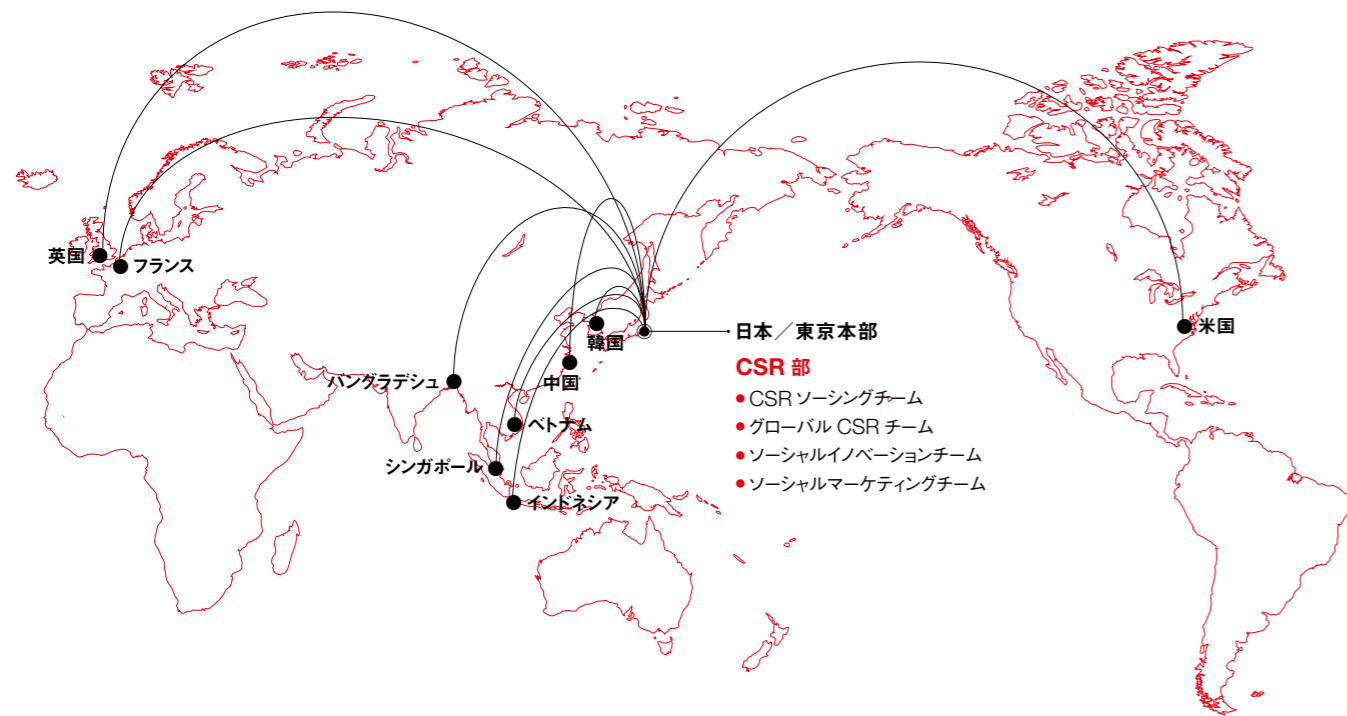 英国
フランス
日本／東京本部
米国
韓国
CSR 部
中国
バングラデシュ
● CSR ソーシングチーム
● グローバル CSR チーム
ベトナム
● ソーシャルイノベーションチーム
シンガポール
● ソーシャルマーケティングチーム
インドネシア